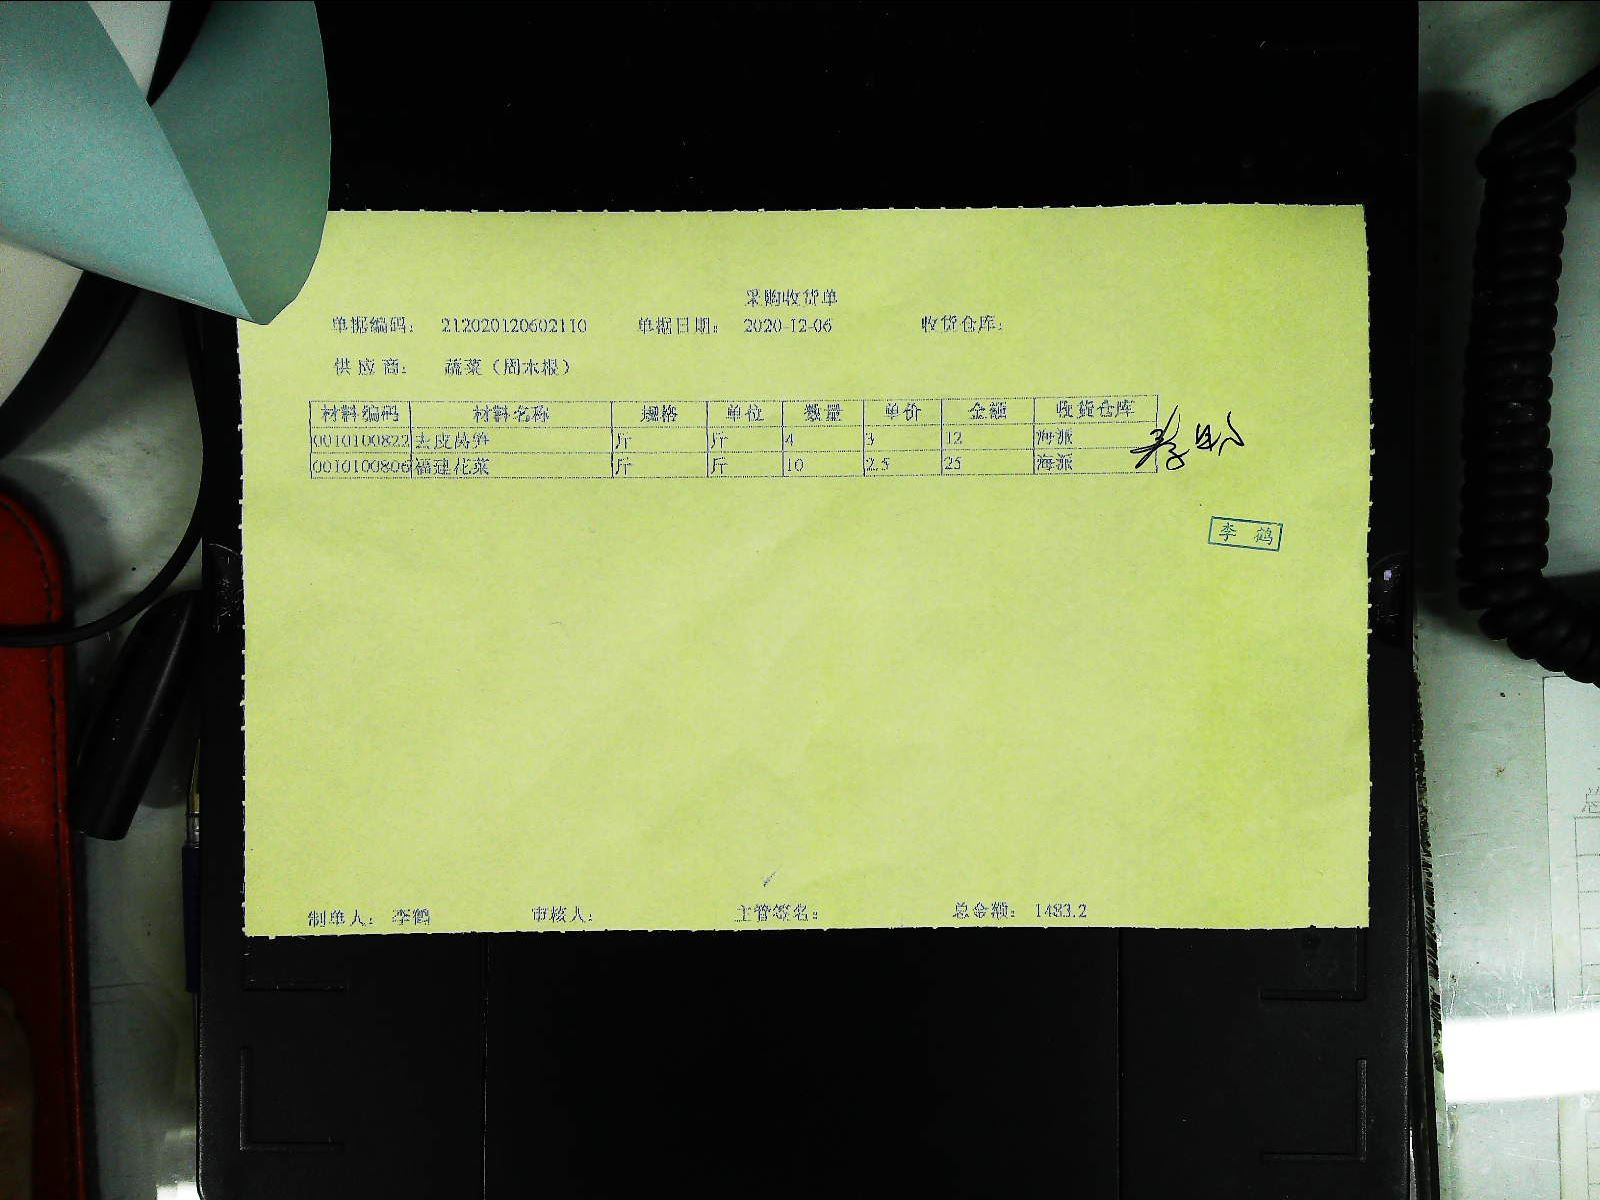 采购收货单
单据编码： 212020120602110 单据日期： 2020-12-06 收货仓库：
供应商： 蔬菜（周木根）
材料编码 材料名称 规格 单位 数量 单价 金额 收货仓库
0010100822 去皮莴笋 斤 斤 4 3 12 海派
0010100806 福建花菜 斤 斤 10 2.5 25 海派
李鹤
制单人： 李鹤 审核人： 主管签名： 总金额： 1483.2